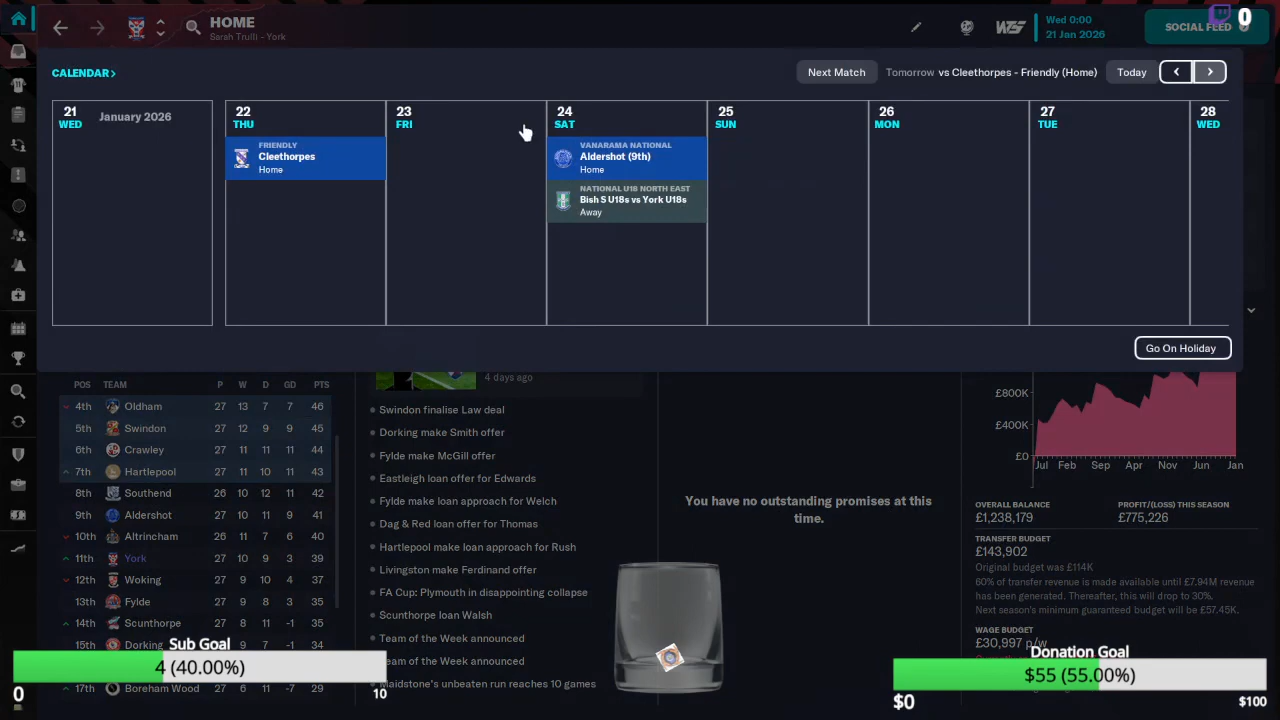 HOME
Sarah Trulli - York
Wed 0:00
21 Jan 2026
SOCIAL FEED
0
CALENDAR>
Next Match
Tomorrow vs Cleethorpes - Friendly (Home)
Today
21
WED
January 2026
22
THU
FRIENDLY
Cleethorpes
Home
23
FRI
24
SAT
VANARAMA NATIONAL
Aldershot (9th)
Home
NATIONAL U18 NORTH EAST
Bish S U18s vs York U18s
Away
25
SUN
26
MON
27
TUE
28
WED
Go On Holiday
POS TEAM P W D GD PTS
4th Oldham 27 13 7 7 46
5th Swindon 27 12 9 9 45
6th Crawley 27 11 11 11 44
7th Hartlepool 27 11 10 11 43
8th Southend 26 10 12 11 42
9th Aldershot 27 10 11 9 41
10th Altrincham 26 11 7 6 40
11th York 27 10 9 3 39
12th Woking 27 9 10 4 37
13th Fylde 27 9 8 3 35
14th Scunthorpe 27 8 11 -1 35
15th Dorking
17th Boreham Wood 27 6 11 -7 29
4 days ago
Swindon finalise Law deal
Dorking make Smith offer
Fylde make McGill offer
Eastleigh loan offer for Edwards
Fylde make loan approach for Welch
Dag & Red loan offer for Thomas
Hartlepool make loan approach for Rush
Livingston make Ferdinand offer
FA Cup: Plymouth in disappointing collapse
Scunthorpe loan Walsh
Team of the Week announced
Team of the Week announced
Maidstone's unbeaten run reaches 10 games
You have no outstanding promises at this
time.
£800K
£400K
£0
Jul Feb Sep Apr Nov Jun Jan
OVERALL BALANCE
£1,238,179
PROFIT/(LOSS) THIS SEASON
£775,226
TRANSFER BUDGET
£143,902
Original budget was £114K
60% of transfer revenue is made available until £7.94M revenue
has been generated. Thereafter, this will drop to 30%.
Next season's minimum guaranteed budget will be £57.45K.
WAGE BUDGET
£30,997 p/w
Sub Goal
4 (40.00%)
0
10
Donation Goal
$55 (55.00%)
$0
$100